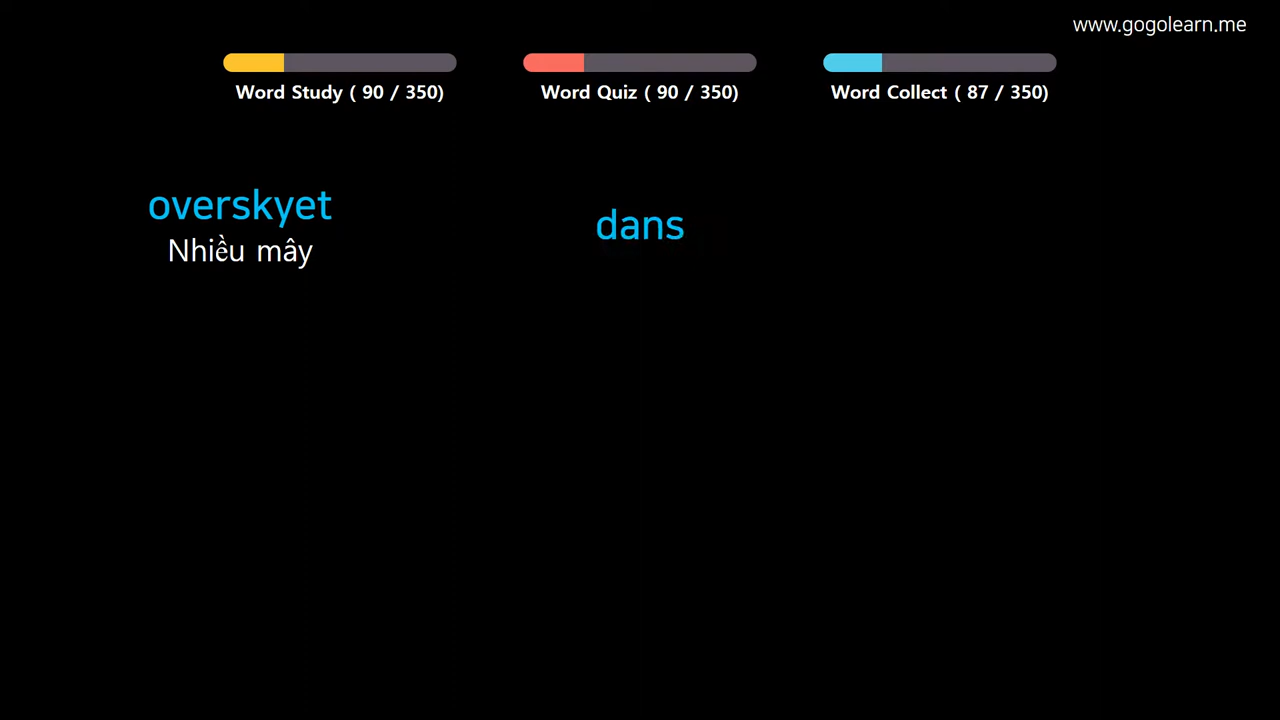 www.gogolearn.me
Word Study ( 90 / 350)
Word Quiz ( 90 / 350)
Word Collect ( 87 / 350)
overskyet
Nhiều mây
dans